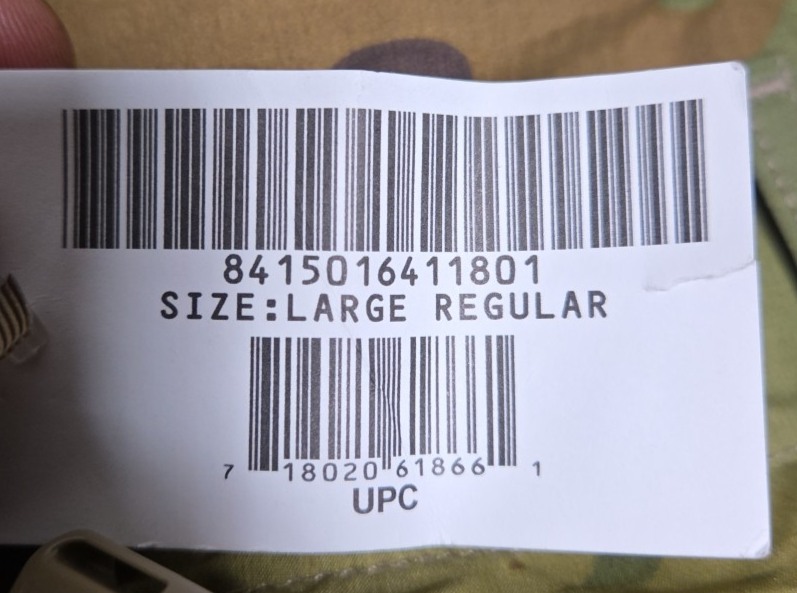 8415016411801
SIZE:LARGE REGULAR
7 18020 61866 1
UPC